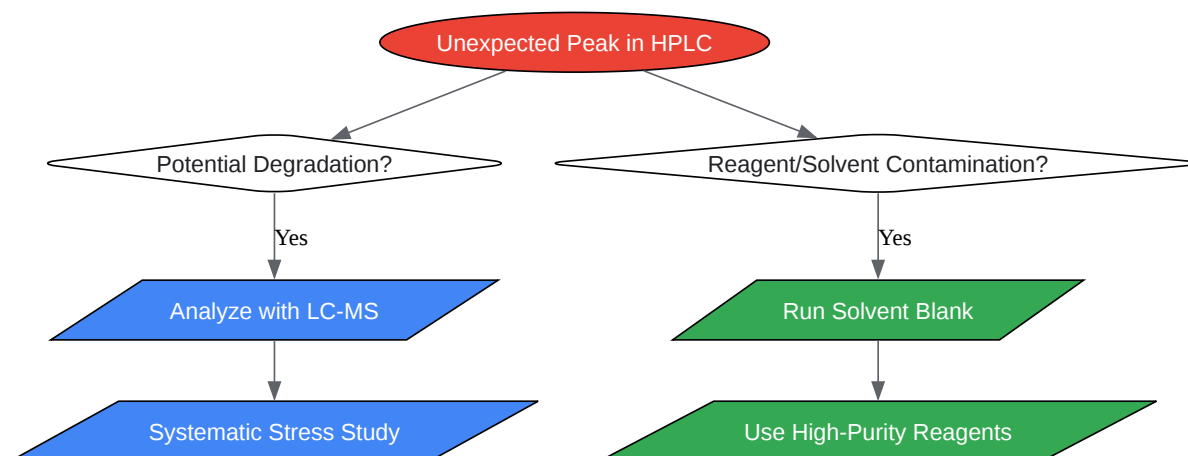 Unexpected Peak in HPLC
Potential Degradation?
Reagent/Solvent Contamination?
Yes
Yes
Analyze with LC-MS
Run Solvent Blank
Systematic Stress Study
Use High-Purity Reagents